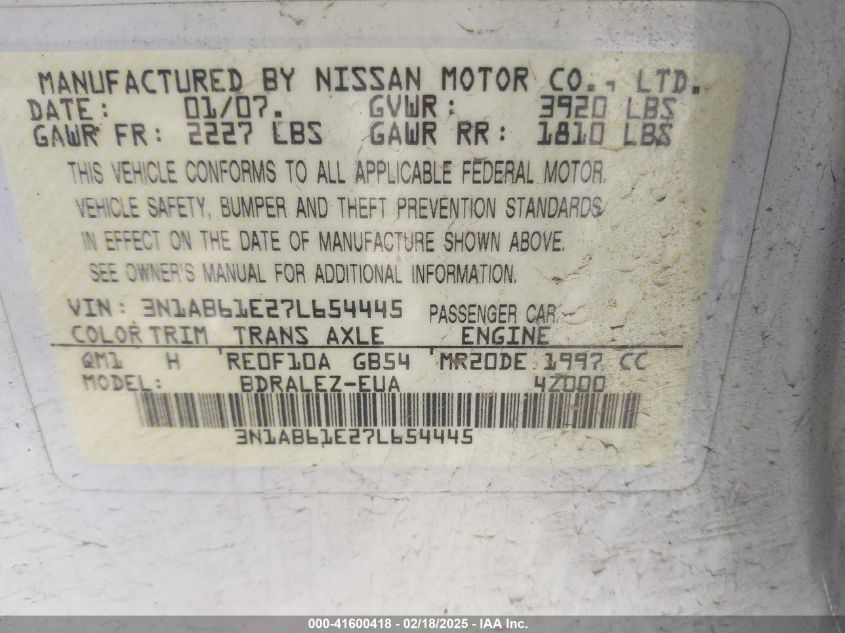 MANUFACTURED BY NISSAN MOTOR CO., LTD.
DATE: 01/07. GVWR: 3920 LBS
GAWR FR: 2227 LBS GAWR RR: 1810 LBS
THIS VEHICLE CONFORMS TO ALL APPLICABLE FEDERAL MOTOR
VEHICLE SAFETY, BUMPER AND THEFT PREVENTION STANDARDS
IN EFFECT ON THE DATE OF MANUFACTURE SHOWN ABOVE.
SEE OWNER'S MANUAL FOR ADDITIONAL INFORMATION.
VIN: 3N1AB61E27L654445 PASSENGER CAR
COLOR TRIM TRANS AXLE ENGINE
QM1 H RE0F10A GB54 MR20DE 1997 CC
MODEL: BDRALEZ-EUA 4Z000
3N1AB61E27L654445
000-41600418 - 02/18/2025 - IAA Inc.